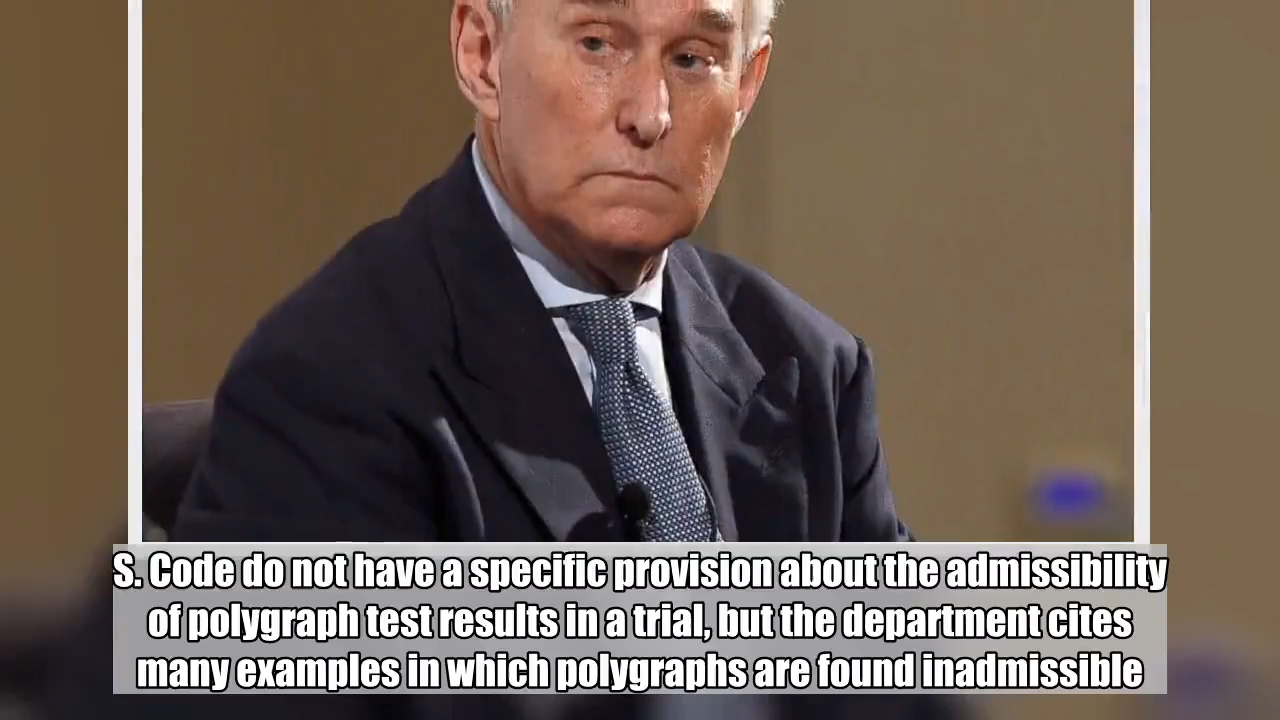 S. Code do not have a specific provision about the admissibility
of polygraph test results in a trial, but the department cites
many examples in which polygraphs are found inadmissible